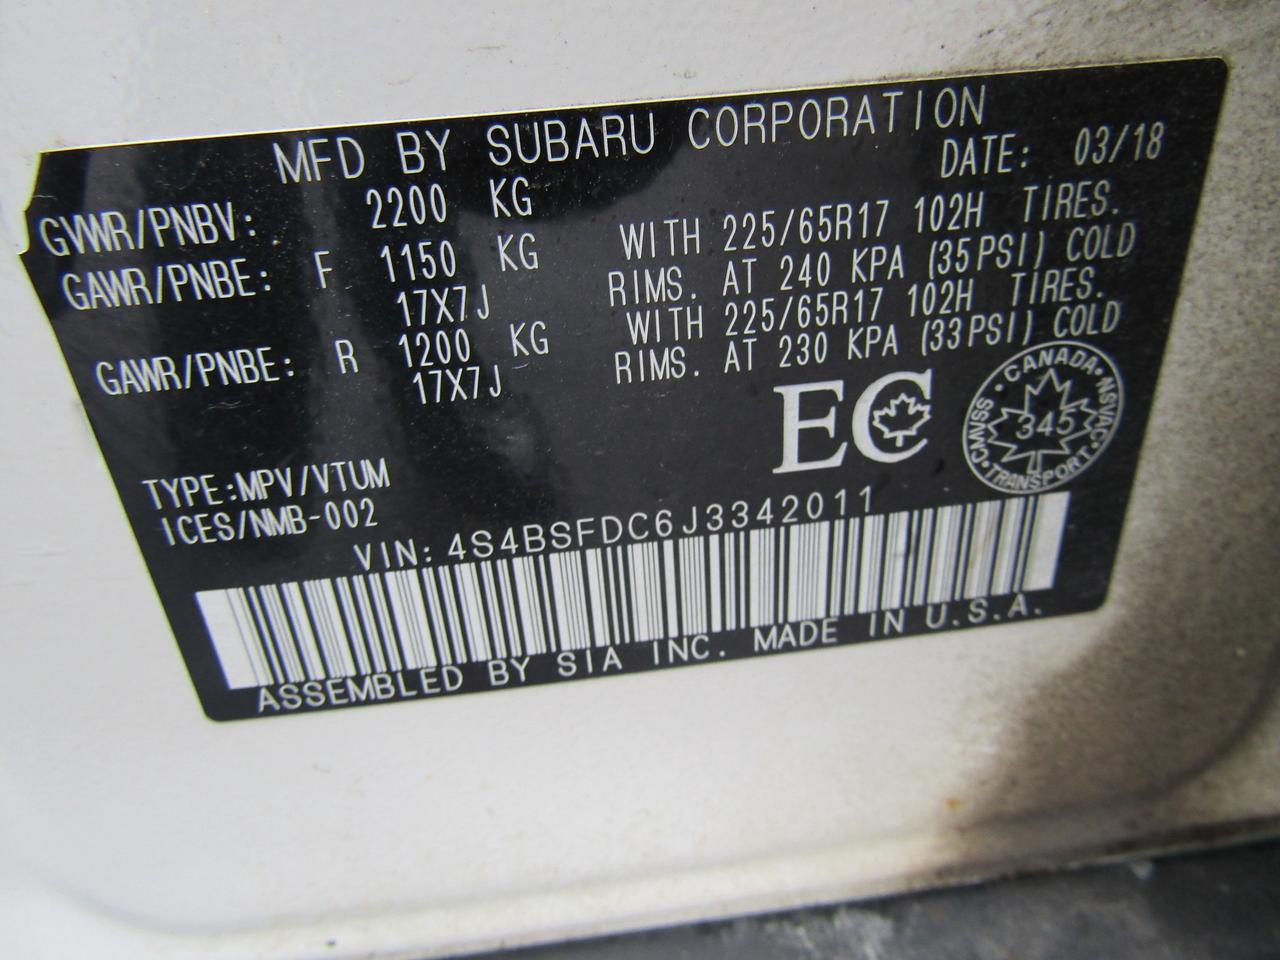 MFD BY SUBARU CORPORATION
DATE: 03/18
GVWR/PNBV: 2200 KG
GAWR/PNBE: F 1150 KG WITH 225/65R17 102H TIRES.
17X7J RIMS. AT 240 KPA (35PSI) COLD
GAWR/PNBE: R 1200 KG WITH 225/65R17 102H TIRES.
17X7J RIMS. AT 230 KPA (33PSI) COLD
EC
CANADA
CMVSS 345 NSVAC
TRANSPORT
TYPE:MPV/VTUM
ICES/NMB-002
VIN: 4S4BSFDC6J3342011
ASSEMBLED BY SIA INC. MADE IN U.S.A.